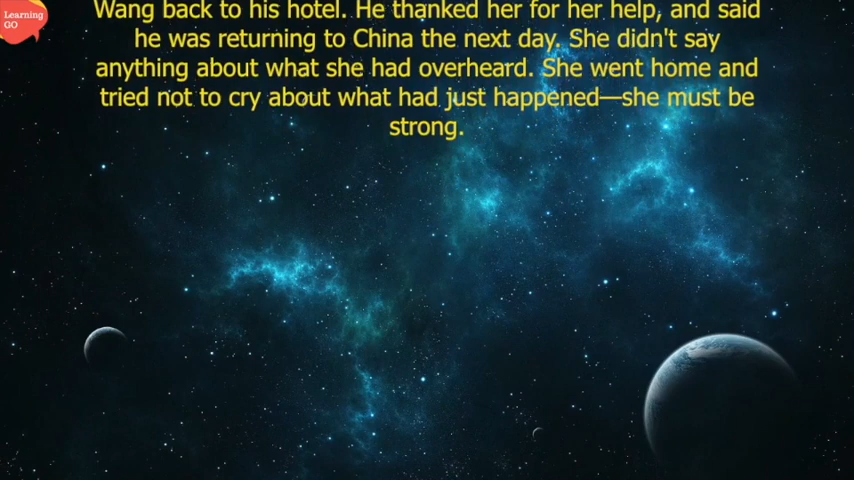 Learning
GO
Wang back to his hotel. He thanked her for her help, and said
he was returning to China the next day. She didn't say
anything about what she had overheard. She went home and
tried not to cry about what had just happened—she must be
strong.